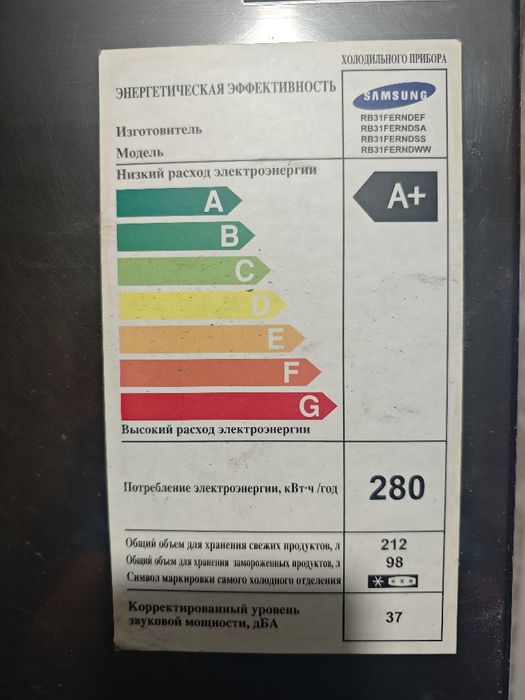 ХОЛОДИЛЬНОГО ПРИБОРА
ЭНЕРГЕТИЧЕСКАЯ ЭФФЕКТИВНОСТЬ
SAMSUNG
Изготовитель
Модель
RB31FERNDEF
RB31FERNDSA
RB31FERNDSS
RB31FERNDWW
Низкий расход электроэнергии
A
A+
B
C
D
E
F
G
Высокий расход электроэнергии
Потребление электроэнергии, кВт·ч /год 280
Общий объем для хранения свежих продуктов, л 212
Общий объем для хранения замороженных продуктов, л 98
Символ маркировки самого холодного отделения
Корректированный уровень
звуковой мощности, дБА 37